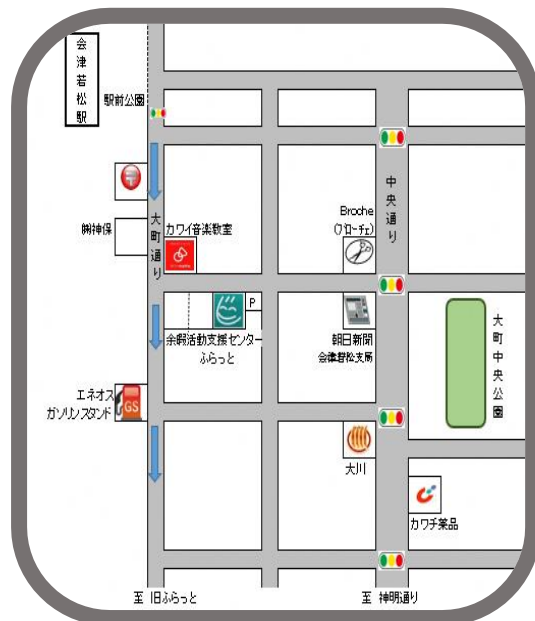 会津若松駅
駅前公園
〒
㈱神保
大町通り
カワイ音楽教室
Broche
(ブローチェ)
中央通り
P
余暇活動支援センター
ふらっと
朝日新聞
会津若松支局
大町中央公園
エネオス
ガソリンスタンド
GS
大川
カワチ薬品
至 旧ふらっと
至 神明通り